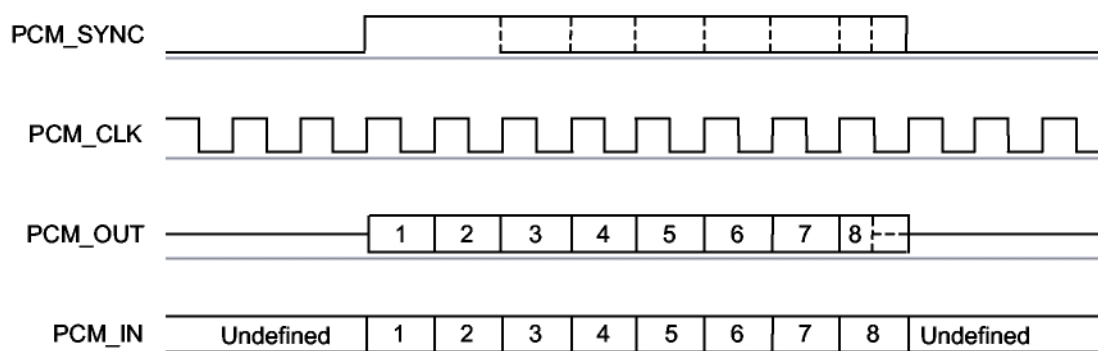 PCM_SYNC
PCM_CLK
PCM_OUT 1 2 3 4 5 6 7 8
PCM_IN Undefined 1 2 3 4 5 6 7 8 Undefined